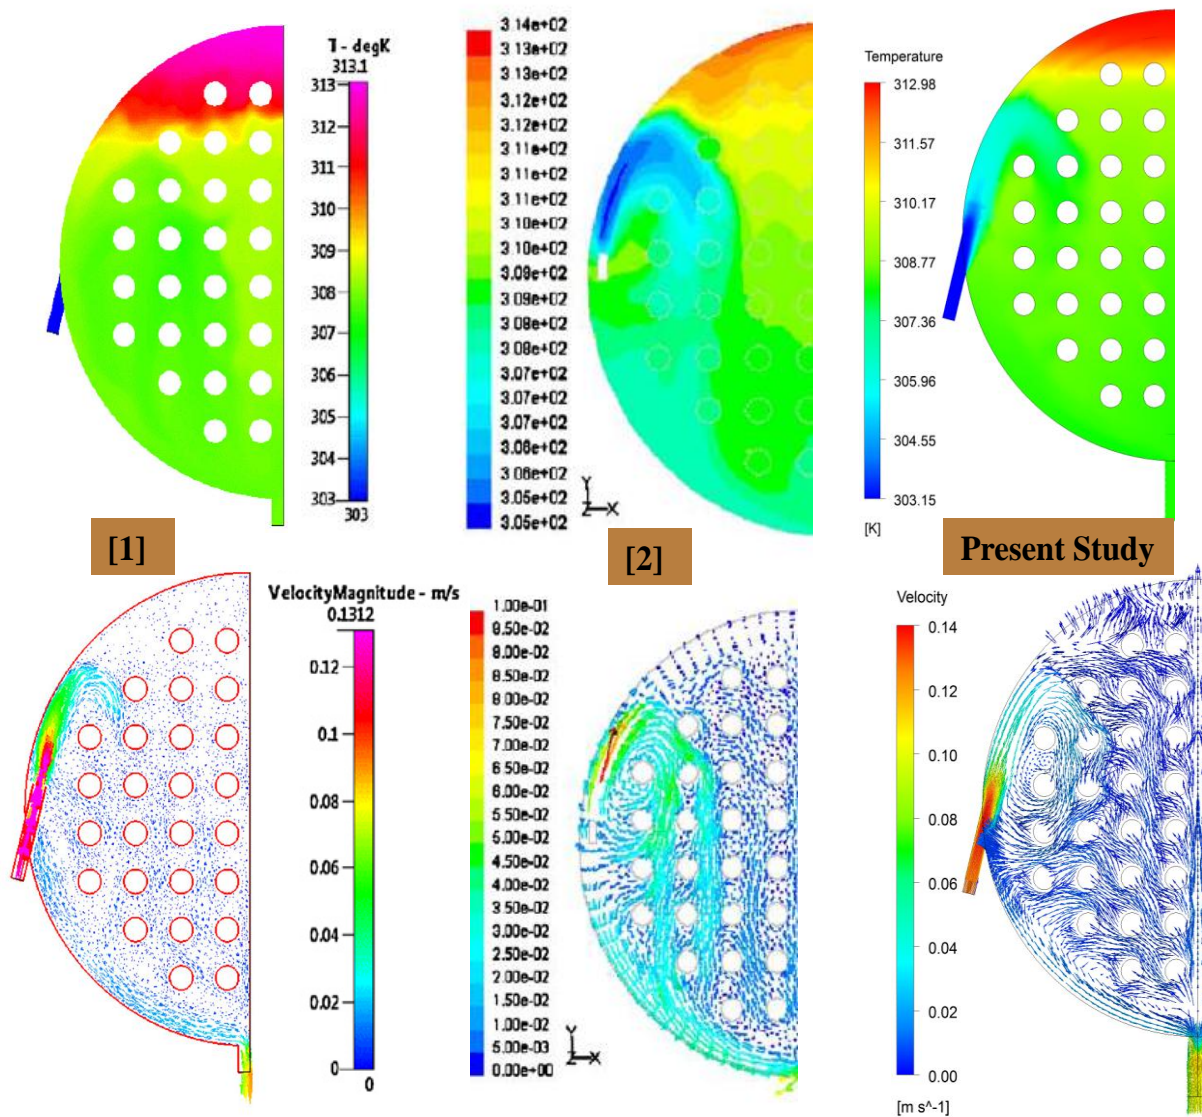 T - degK
313.1
313
312
311
310
309
308
307
306
305
304
303
303
3.14e+02
3.13e+02
3.13e+02
3.12e+02
3.12e+02
3.11e+02
3.11e+02
3.11e+02
3.10e+02
3.10e+02
3.09e+02
3.09e+02
3.08e+02
3.08e+02
3.07e+02
3.07e+02
3.07e+02
3.06e+02
3.06e+02
3.05e+02
3.05e+02
Y
Z X
Temperature
312.98
311.57
310.17
308.77
307.36
305.96
304.55
303.15
[K]
[1]
[2]
Present Study
VelocityMagnitude - m/s
0.1312
0.12
0.1
0.08
0.06
0.04
0.02
0
0
1.00e-01
9.50e-02
9.00e-02
8.50e-02
8.00e-02
7.50e-02
7.00e-02
6.50e-02
6.00e-02
5.50e-02
5.00e-02
4.50e-02
4.00e-02
3.50e-02
3.00e-02
2.50e-02
2.00e-02
1.50e-02
1.00e-02
5.00e-03
0.00e+00
Y
Z X
Velocity
0.14
0.12
0.10
0.08
0.06
0.04
0.02
0.00
[m s^-1]